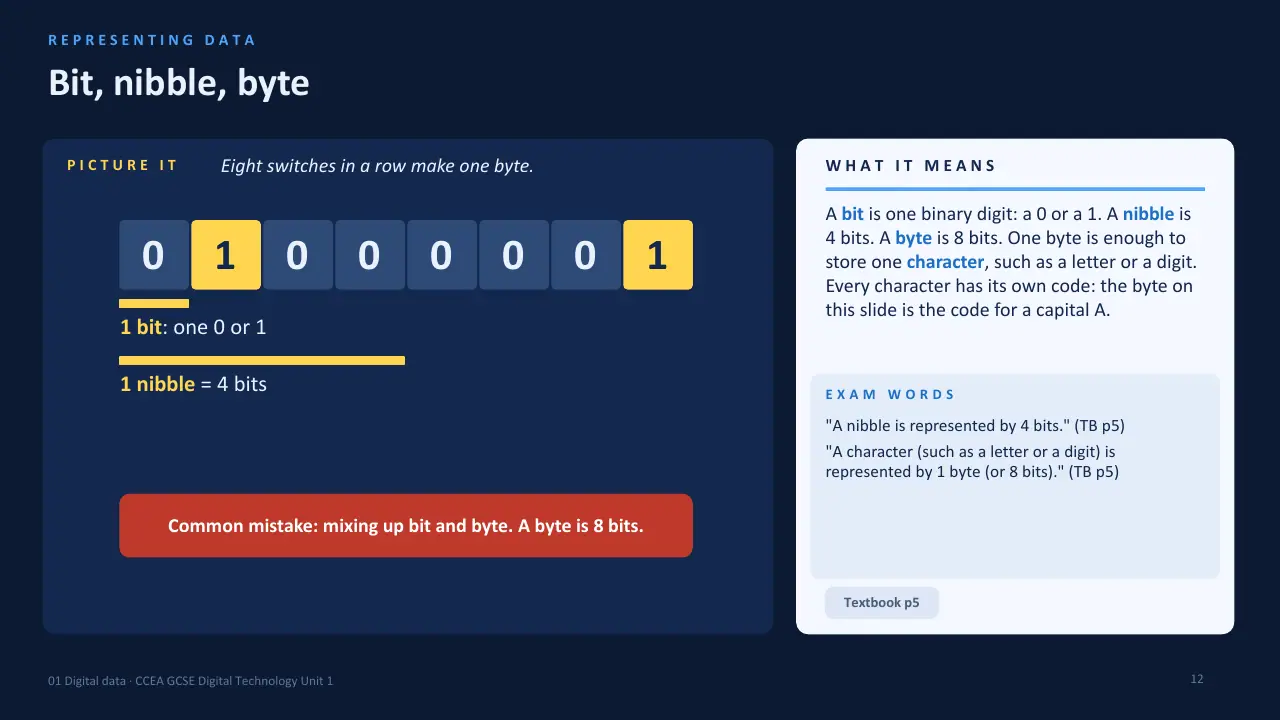 REPRESENTING DATA
Bit, nibble, byte
PICTURE IT
Eight switches in a row make one byte.
0 1 0 0 0 0 0 1
1 bit: one 0 or 1
1 nibble = 4 bits
Common mistake: mixing up bit and byte. A byte is 8 bits.
WHAT IT MEANS
A bit is one binary digit: a 0 or a 1. A nibble is
4 bits. A byte is 8 bits. One byte is enough to
store one character, such as a letter or a digit.
Every character has its own code: the byte on
this slide is the code for a capital A.
EXAM WORDS
"A nibble is represented by 4 bits." (TB p5)
"A character (such as a letter or a digit) is
represented by 1 byte (or 8 bits)." (TB p5)
Textbook p5
01 Digital data · CCEA GCSE Digital Technology Unit 1
12